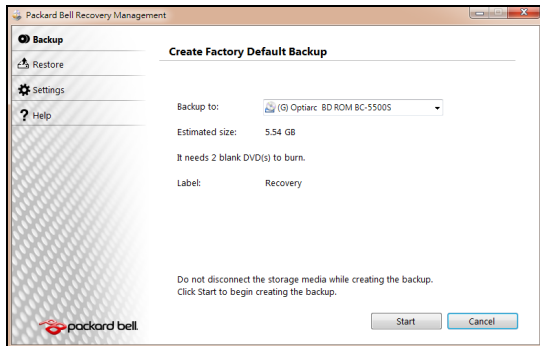 Packard Bell Recovery Management
Backup
Restore
Settings
? Help
Create Factory Default Backup
Backup to: (G) Optiarc BD ROM BC-5500S
Estimated size: 5.54 GB
It needs 2 blank DVD(s) to burn.
Label: Recovery
Do not disconnect the storage media while creating the backup.
Click Start to begin creating the backup.
packard bell.
Start Cancel